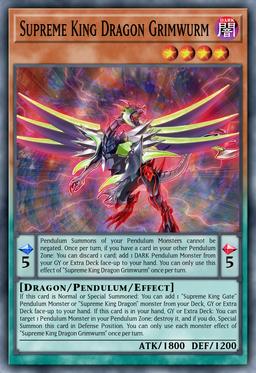 SUPREME KING DRAGON GRIMWURM
DARK
闇
Pendulum Summons of your Pendulum Monsters cannot be
negated. Once per turn, if you have a card in your other Pendulum
Zone: You can discard 1 card; add 1 DARK Pendulum Monster from
your GY or Extra Deck face-up to your hand. You can only use this
effect of "Supreme King Dragon Grimwurm" once per turn.
5
5
[DRAGON/PENDULUM/EFFECT]
If this card is Normal or Special Summoned: You can add 1 "Supreme King Gate"
Pendulum Monster or "Supreme King Dragon" monster from your Deck, GY or Extra
Deck face-up to your hand. If this card is in your hand, GY or Extra Deck: You can
target 1 Pendulum Monster in your Pendulum Zone; destroy it, and if you do, Special
Summon this card in Defense Position. You only use each monster effect of
"Supreme King Dragon Grimwurm" once per turn.
ATK/1800 DEF/1200